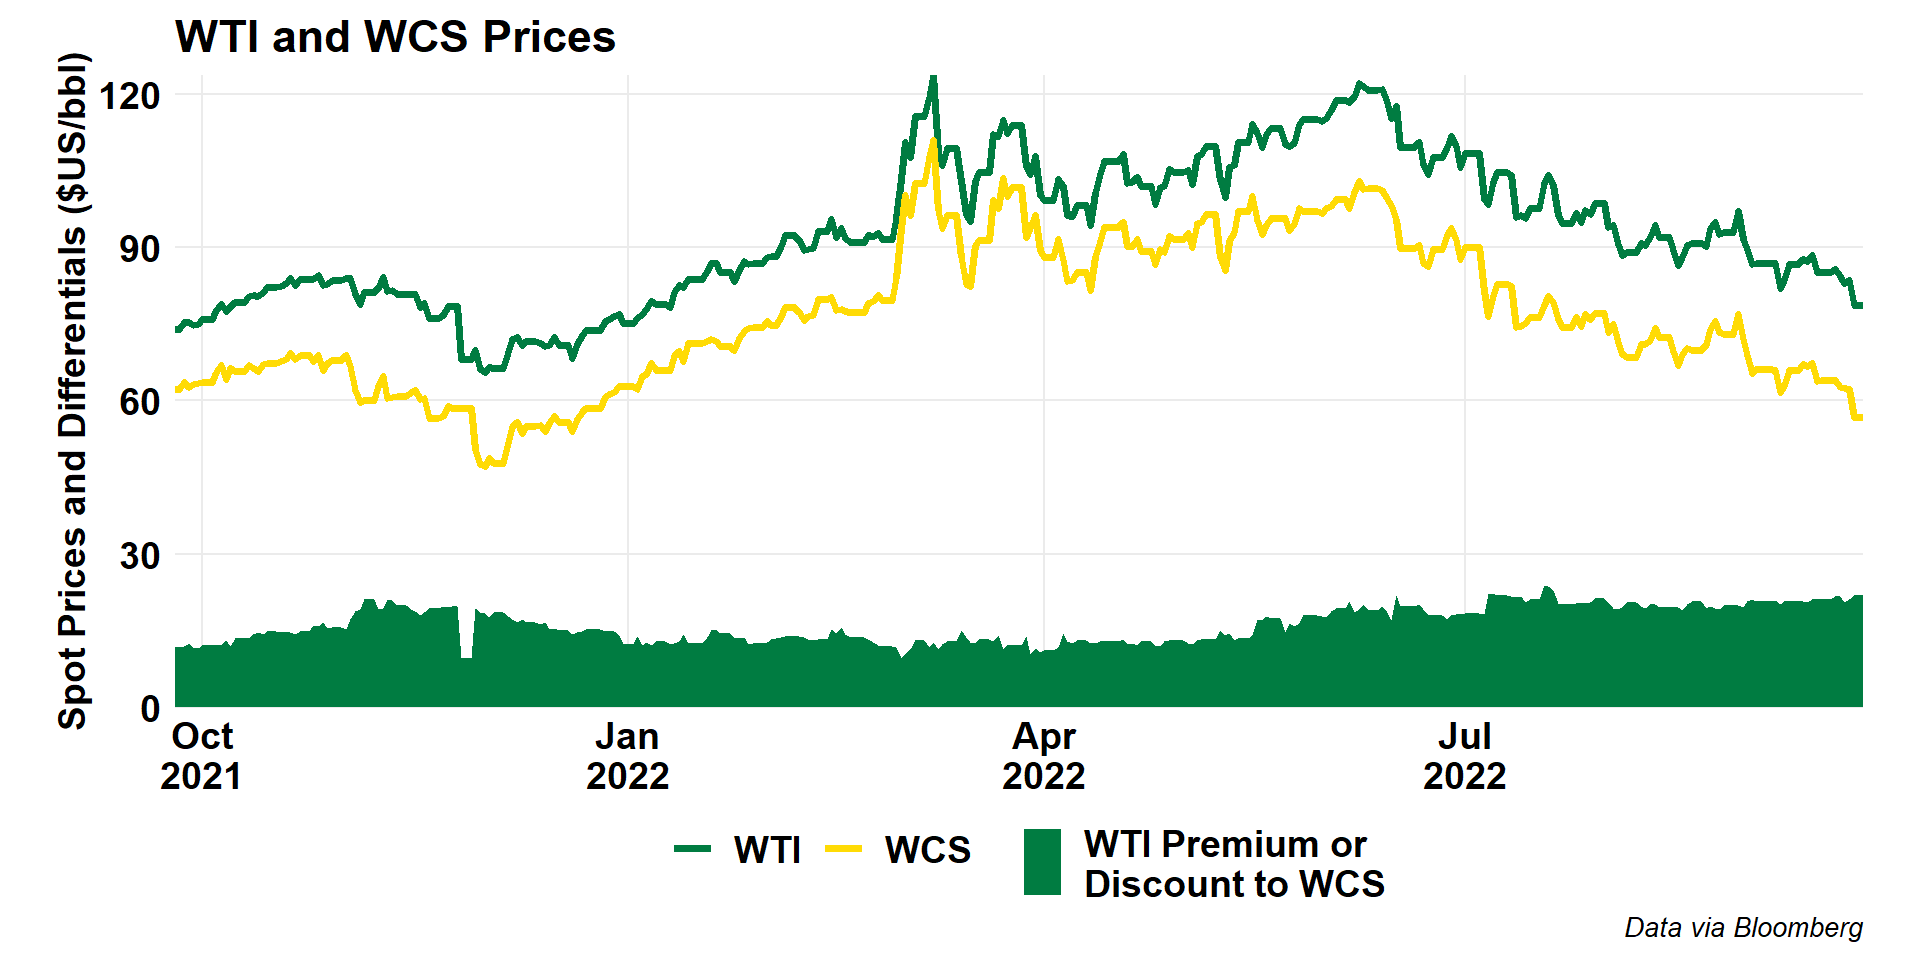 WTI and WCS Prices
Spot Prices and Differentials ($US/bbl)
120
90
60
30
0
Oct
2021
Jan
2022
Apr
2022
Jul
2022
WTI
WCS
WTI Premium or
Discount to WCS
Data via Bloomberg